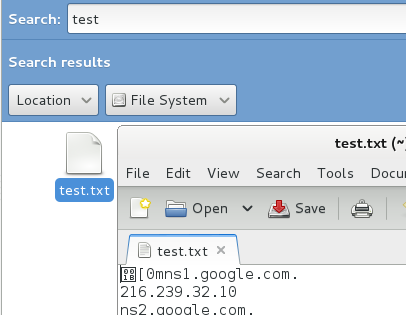 Search: test
Search results
Location File System
test.txt
test.txt (~
File Edit View Search Tools Docu
Open Save
test.txt
[0mns1.google.com.
216.239.32.10
ns2.google.com.